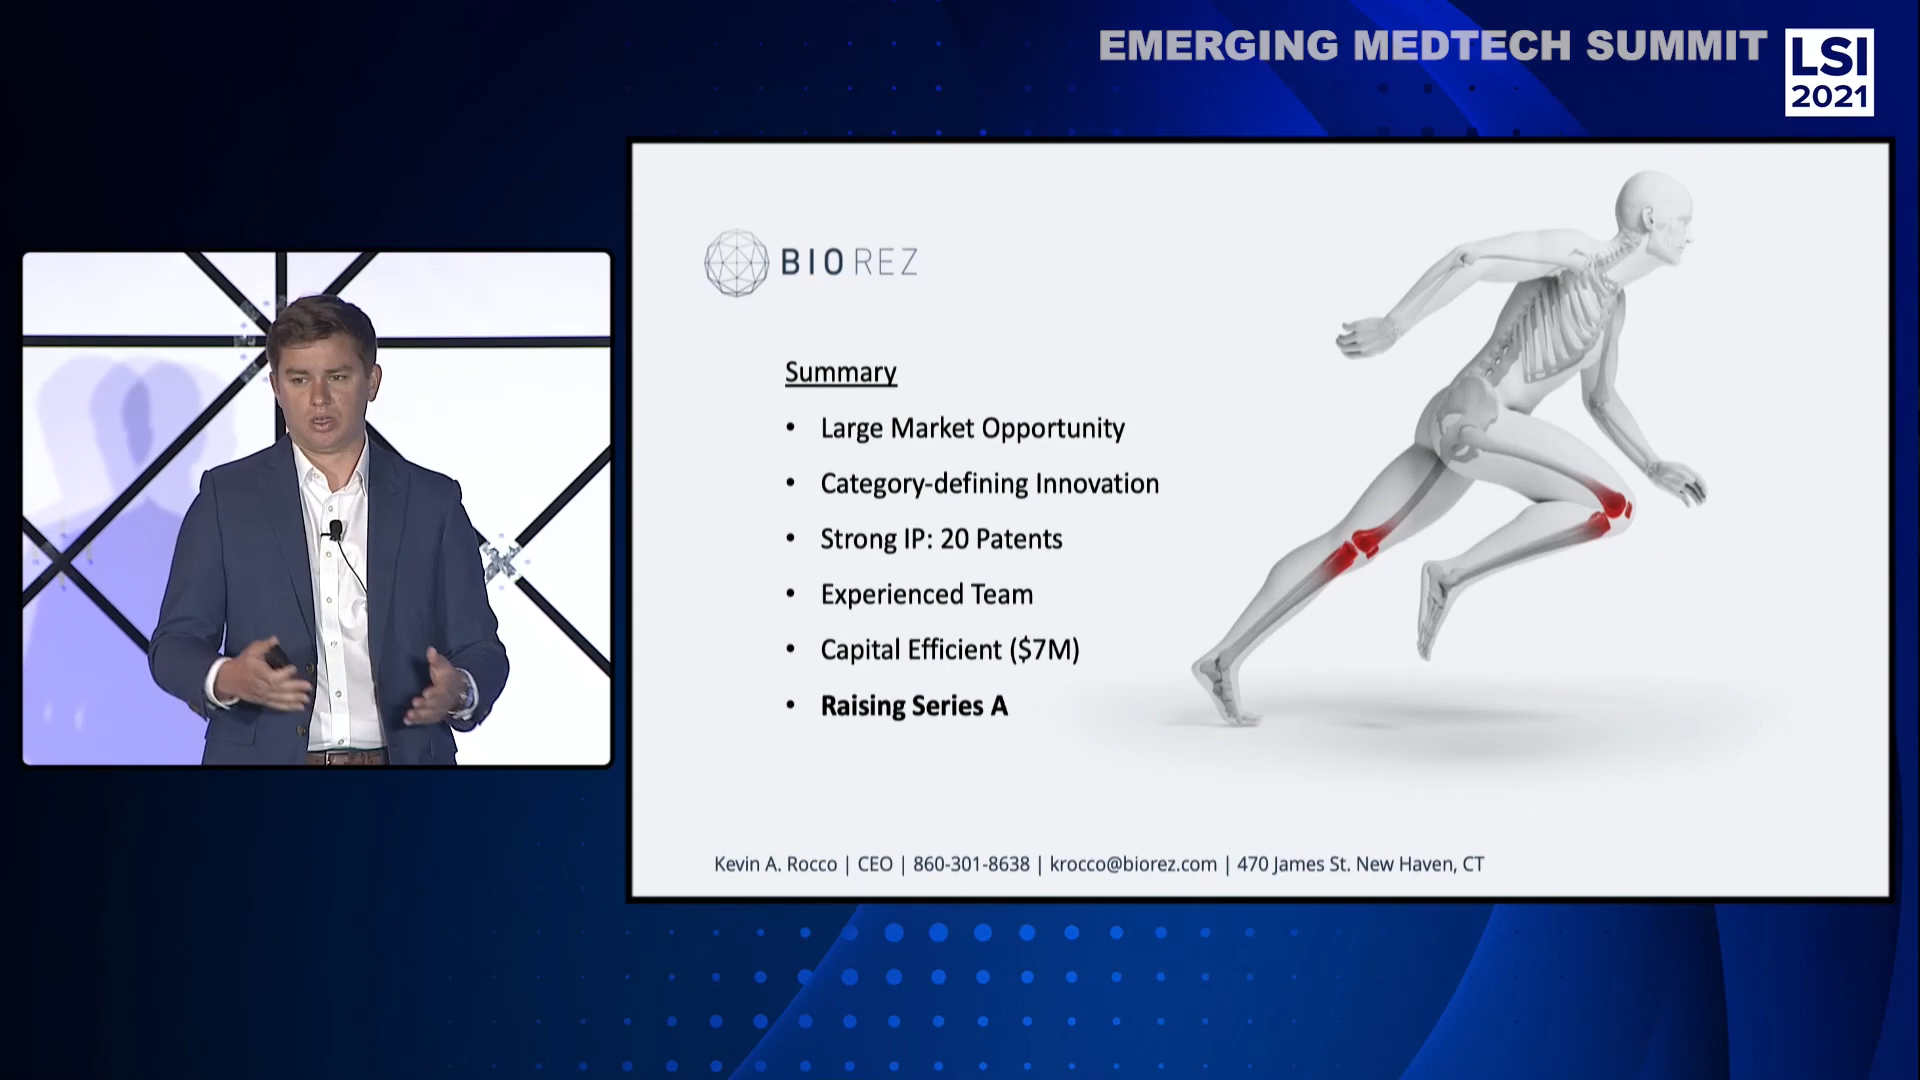 EMERGING MEDTECH SUMMIT
LSI
2021
BIOREZ
Summary
• Large Market Opportunity
• Category-defining Innovation
• Strong IP: 20 Patents
• Experienced Team
• Capital Efficient ($7M)
• Raising Series A
Kevin A. Rocco | CEO | 860-301-8638 | krocco@biorez.com | 470 James St. New Haven, CT